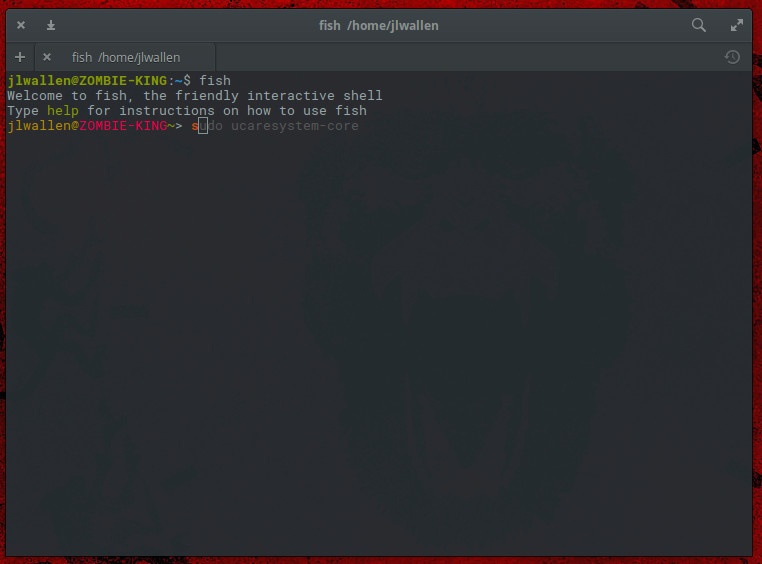 fish /home/jlwallen
fish /home/jlwallen
jlwallen@ZOMBIE-KING:~$ fish
Welcome to fish, the friendly interactive shell
Type help for instructions on how to use fish
jlwallen@ZOMBIE-KING~> sudo ucaresystem-core